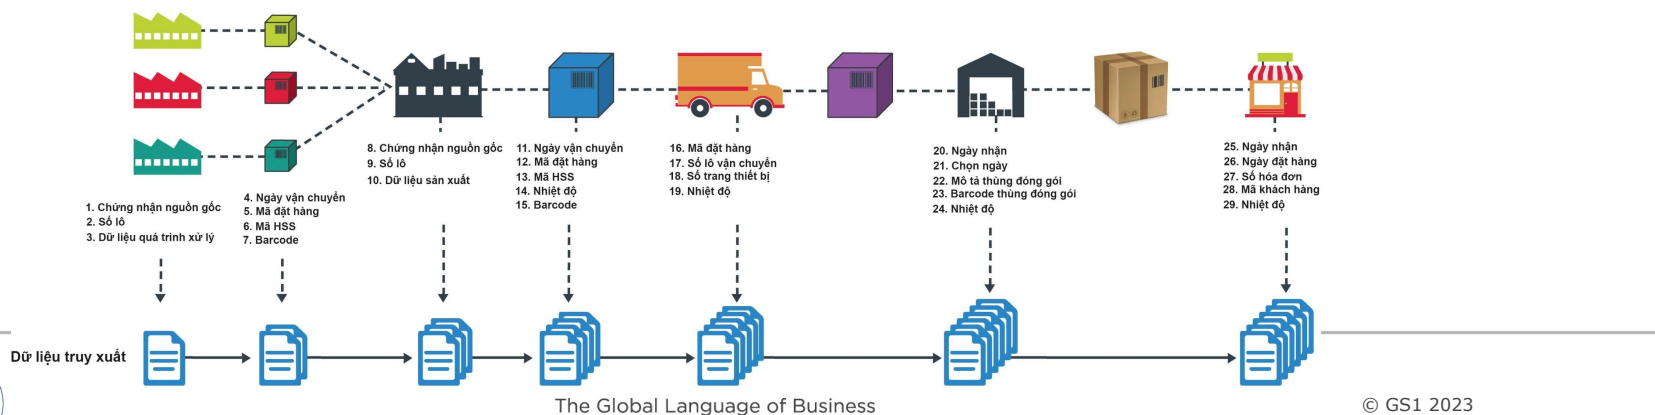 1. Chứng nhận nguồn gốc
2. Số lô
3. Dữ liệu quá trình xử lý
4. Ngày vận chuyển
5. Mã đặt hàng
6. Mã HSS
7. Barcode
8. Chứng nhận nguồn gốc
9. Số lô
10. Dữ liệu sản xuất
11. Ngày vận chuyển
12. Mã đặt hàng
13. Mã HSS
14. Nhiệt độ
15. Barcode
16. Mã đặt hàng
17. Số lô vận chuyển
18. Số trang thiết bị
19. Nhiệt độ
20. Ngày nhận
21. Chọn ngày
22. Mô tả thùng đóng gói
23. Barcode thùng đóng gói
24. Nhiệt độ
25. Ngày nhận
26. Ngày đặt hàng
27. Số hóa đơn
28. Mã khách hàng
29. Nhiệt độ
Dữ liệu truy xuất
The Global Language of Business
© GS1 2023